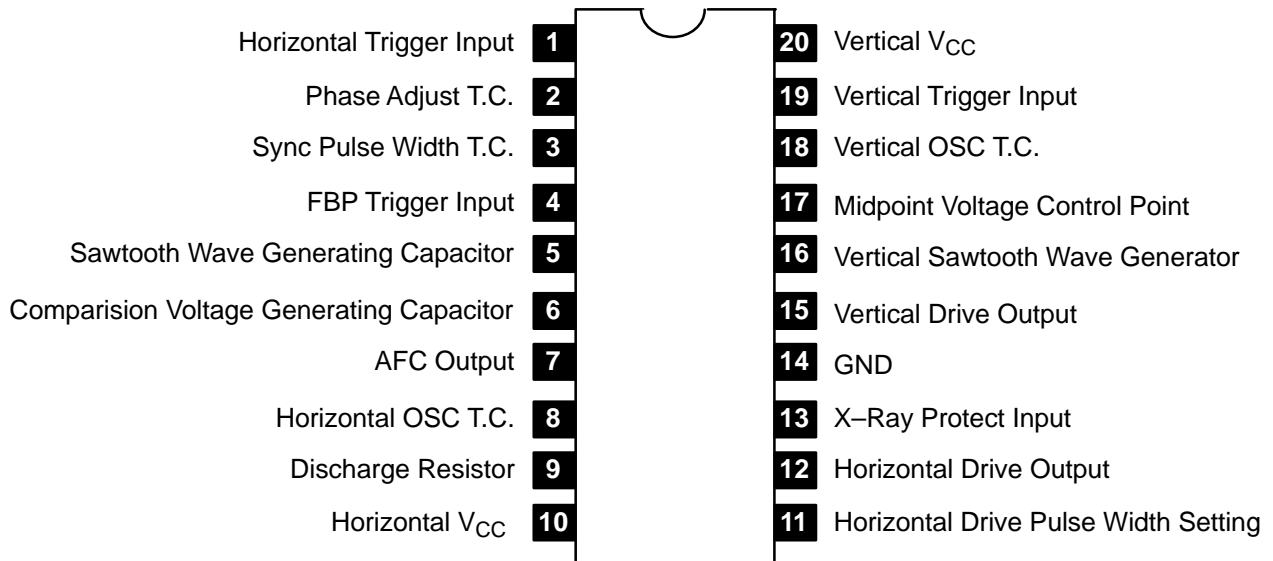 Horizontal Trigger Input 1
Phase Adjust T.C. 2
Sync Pulse Width T.C. 3
FBP Trigger Input 4
Sawtooth Wave Generating Capacitor 5
Comparision Voltage Generating Capacitor 6
AFC Output 7
Horizontal OSC T.C. 8
Discharge Resistor 9
Horizontal VCC 10
20 Vertical VCC
19 Vertical Trigger Input
18 Vertical OSC T.C.
17 Midpoint Voltage Control Point
16 Vertical Sawtooth Wave Generator
15 Vertical Drive Output
14 GND
13 X–Ray Protect Input
12 Horizontal Drive Output
11 Horizontal Drive Pulse Width Setting